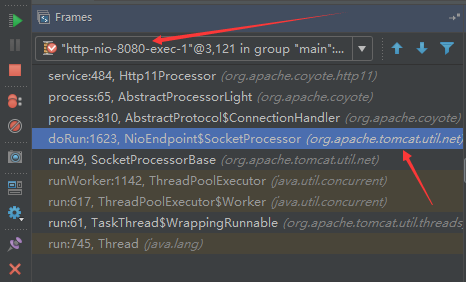 Frames
"http-nio-8080-exec-1"@3,121 in group "main":...
service:484, Http11Processor (org.apache.coyote.http11)
process:65, AbstractProcessorLight (org.apache.coyote)
process:810, AbstractProtocol$ConnectionHandler (org.apache.coyote)
doRun:1623, NioEndpoint$SocketProcessor (org.apache.tomcat.util.net)
run:49, SocketProcessorBase (org.apache.tomcat.util.net)
runWorker:1142, ThreadPoolExecutor (java.util.concurrent)
run:617, ThreadPoolExecutor$Worker (java.util.concurrent)
run:61, TaskThread$WrappingRunnable (org.apache.tomcat.util.threads
run:745, Thread (java.lang)